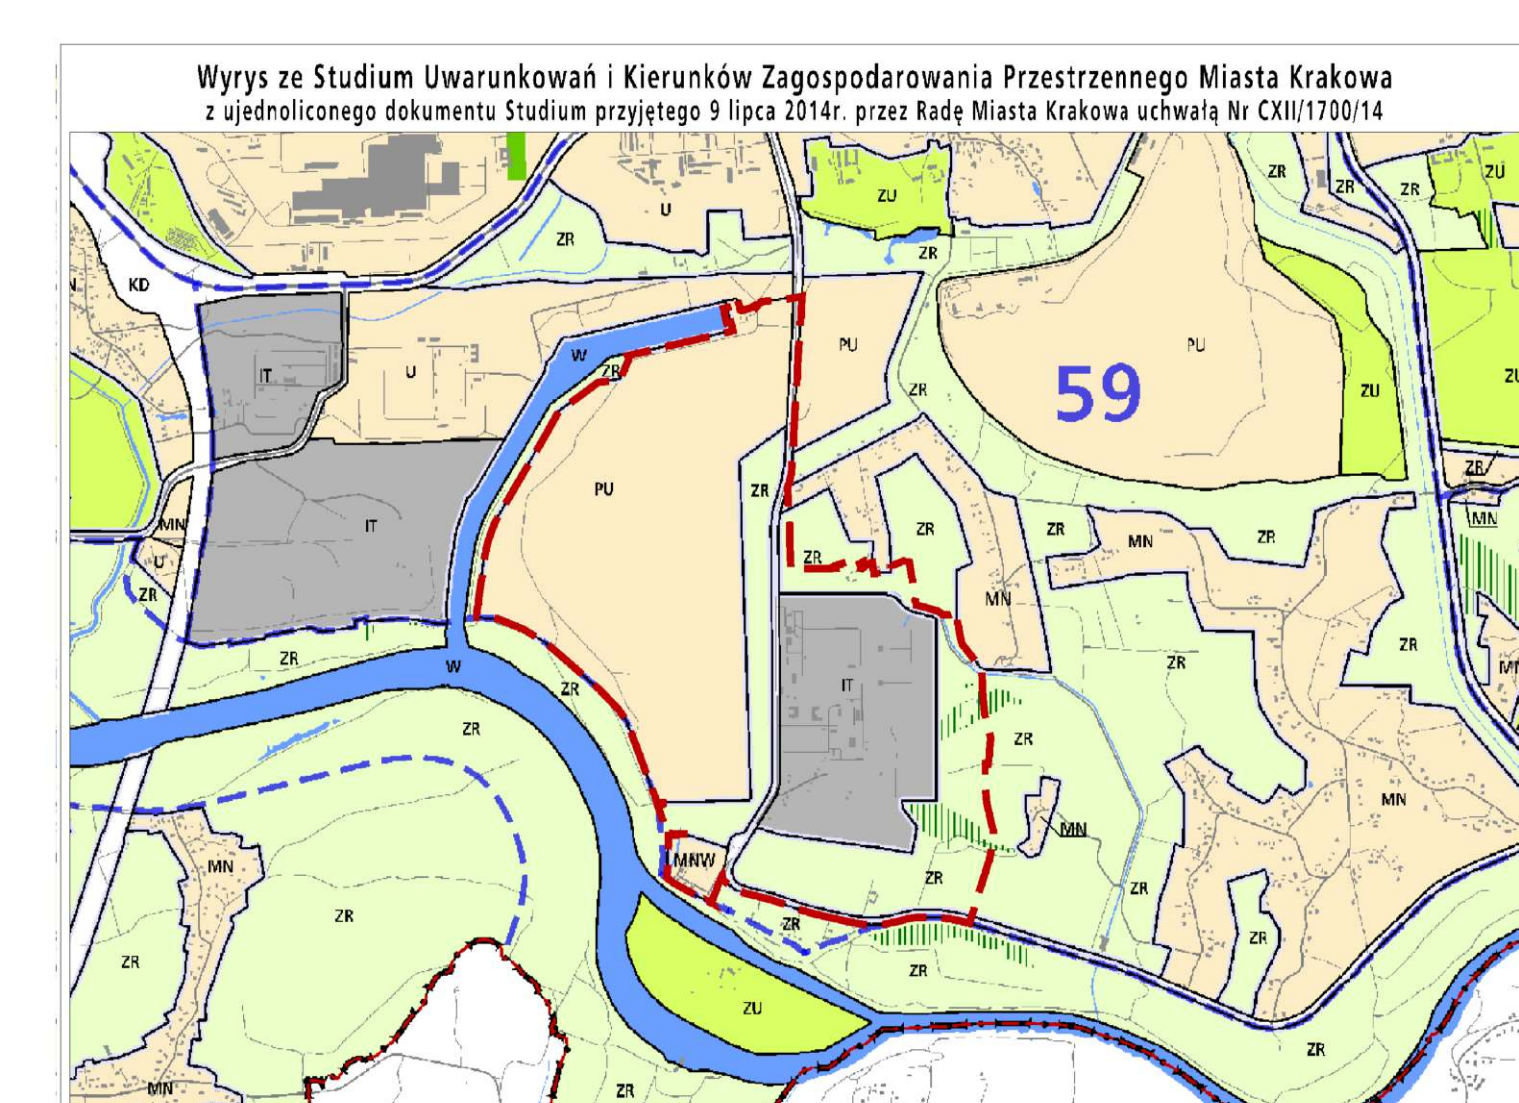 Wyrys ze Studium Uwarunkowań i Kierunków Zagospodarowania Przestrzennego Miasta Krakowa
z ujednoliconego dokumentu Studium przyjętego 9 lipca 2014r. przez Radę Miasta Krakowa uchwałą Nr CXII/1700/14
ZR
ZU
ZR
ZR
ZU
U
ZR
ZR
KD
PU
PU
W
ZR
IT
U
ZR
ZU
59
ZR
PU
ZR
MN
IT
ZR
ZR
ZR
MN
MN
U
ZR
ZR
ZR
MN
ZR
ZR
ZR
W
IT
ZR
ZR
ZR
MN
MN
MNW
MN
ZR
ZR
ZR
ZR
ZR
ZR
ZR
ZU
ZR
MN
ZR